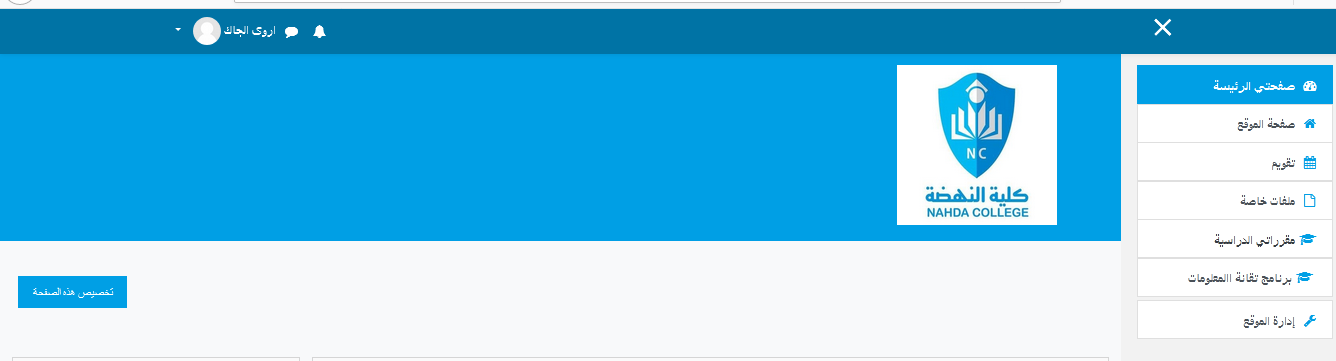 اروى الجاك
صفحتي الرئيسة
صفحة الموقع
تقويم
ملفات خاصة
مقرراتي الدراسية
برنامج تقانة االمعلومات
إدارة الموقع
NC
كلية النهضة
NAHDA COLLEGE
تخصيص هذه الصفحة